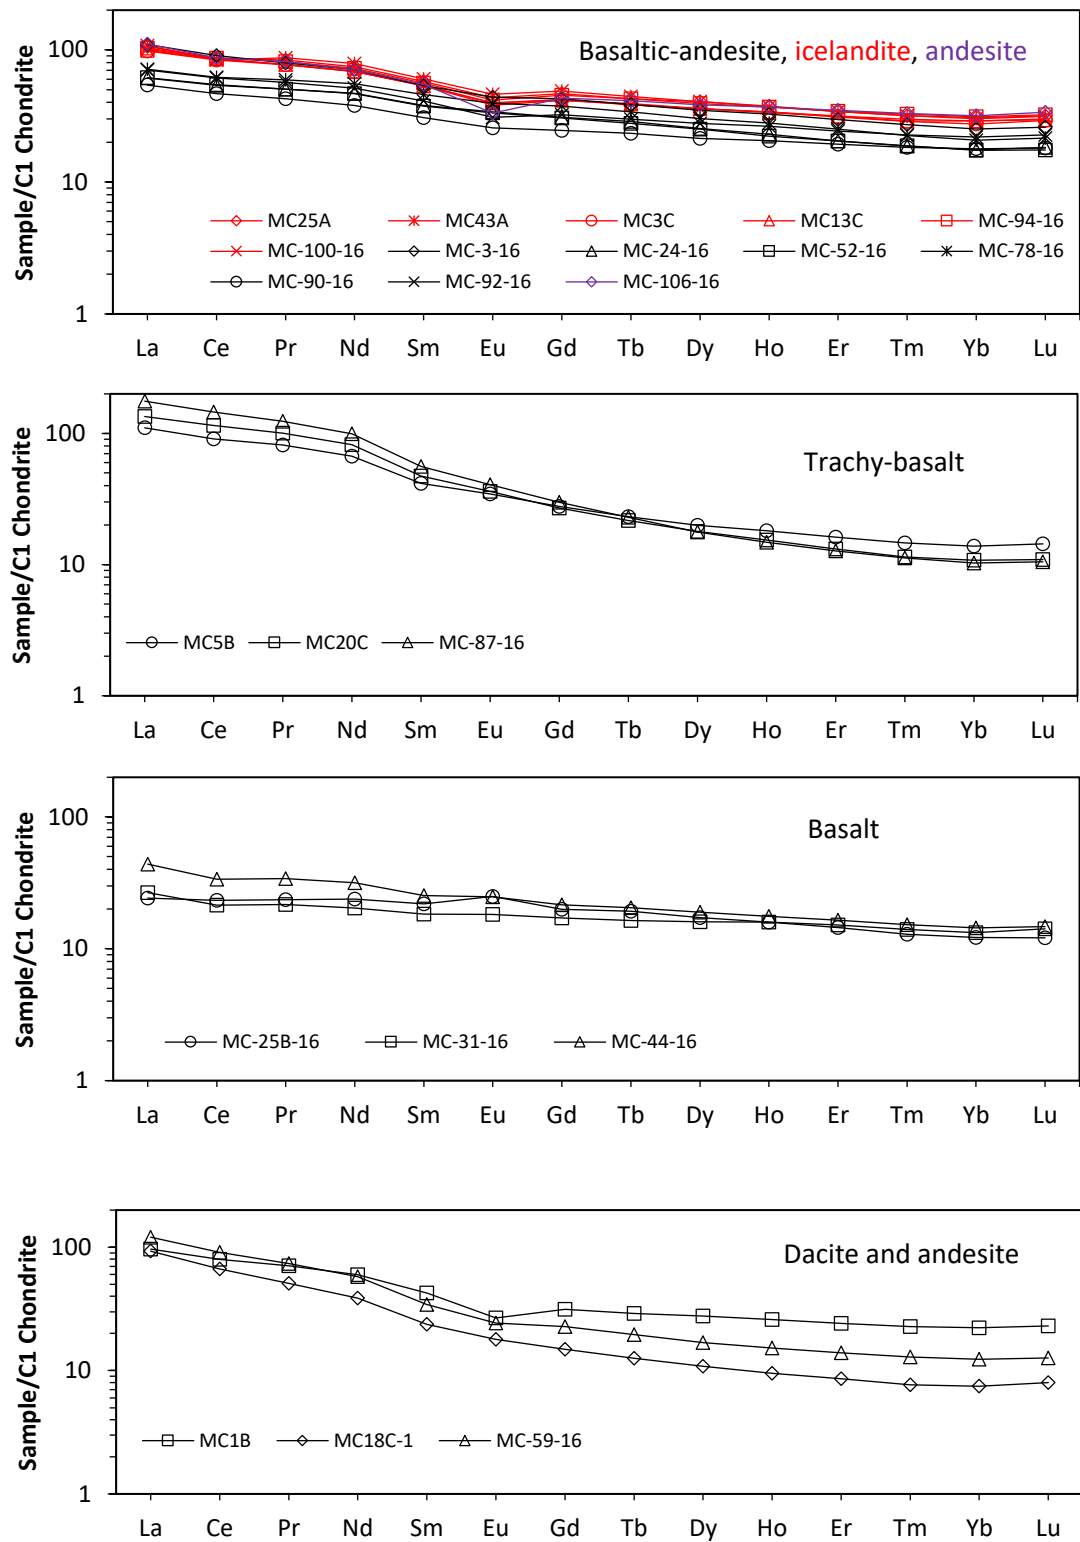 Sample/C1 Chondrite
100
10
1
Basaltic-andesite, icelandite, andesite
MC25A MC43A MC3C MC13C MC-94-16
MC-100-16 MC-3-16 MC-24-16 MC-52-16 MC-78-16
MC-90-16 MC-92-16 MC-106-16
La Ce Pr Nd Sm Eu Gd Tb Dy Ho Er Tm Yb Lu
Sample/C1 Chondrite
100
10
1
Trachy-basalt
MC5B MC20C MC-87-16
La Ce Pr Nd Sm Eu Gd Tb Dy Ho Er Tm Yb Lu
Sample/C1 Chondrite
100
10
1
Basalt
MC-25B-16 MC-31-16 MC-44-16
La Ce Pr Nd Sm Eu Gd Tb Dy Ho Er Tm Yb Lu
Sample/C1 Chondrite
100
10
1
Dacite and andesite
MC1B MC18C-1 MC-59-16
La Ce Pr Nd Sm Eu Gd Tb Dy Ho Er Tm Yb Lu